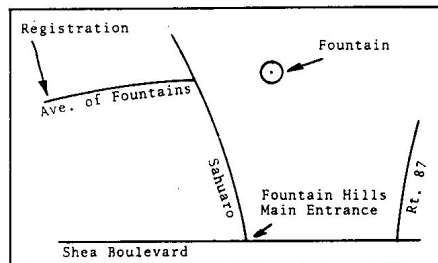 Registration
Fountain
Ave. of Fountains
Sahuaro
Fountain Hills
Main Entrance
Rt. 87
Shea Boulevard